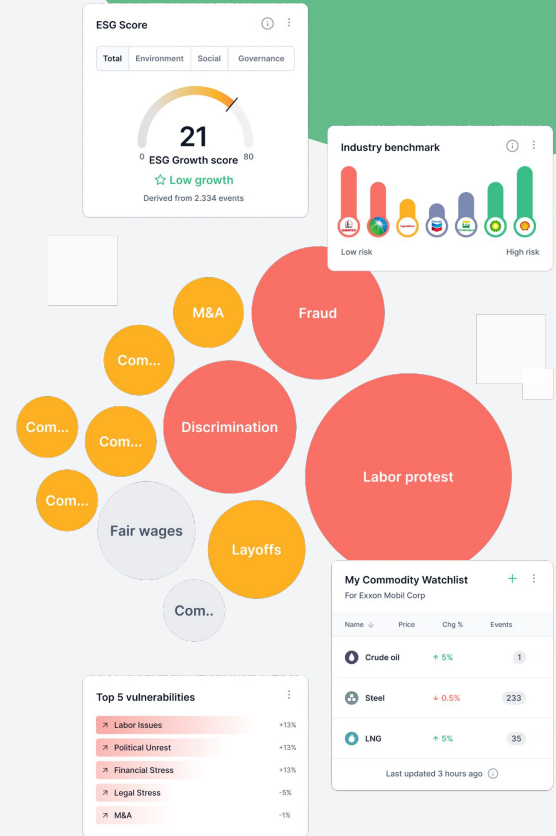 ESG Score
Total Environment Social Governance
21
0 ESG Growth score 80
Low growth
Derived from 2.334 events
Industry benchmark
Low risk High risk
M&A
Fraud
Com...
Discrimination
Com...
Com...
Labor protest
Com...
Fair wages
Layoffs
Com..
My Commodity Watchlist
For Exxon Mobil Corp
Name Price Chg % Events
Crude oil 5% 1
Steel 0.5% 233
LNG 5% 35
Last updated 3 hours ago
Top 5 vulnerabilities
Labor Issues +13%
Political Unrest +13%
Financial Stress +13%
Legal Stress -5%
M&A -1%